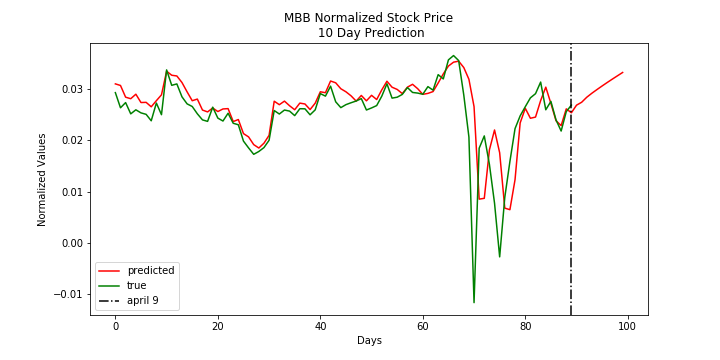 MBB Normalized Stock Price
10 Day Prediction
Normalized Values
0.03
0.02
0.01
0.00
−0.01
predicted
true
april 9
0
20
40
60
80
100
Days